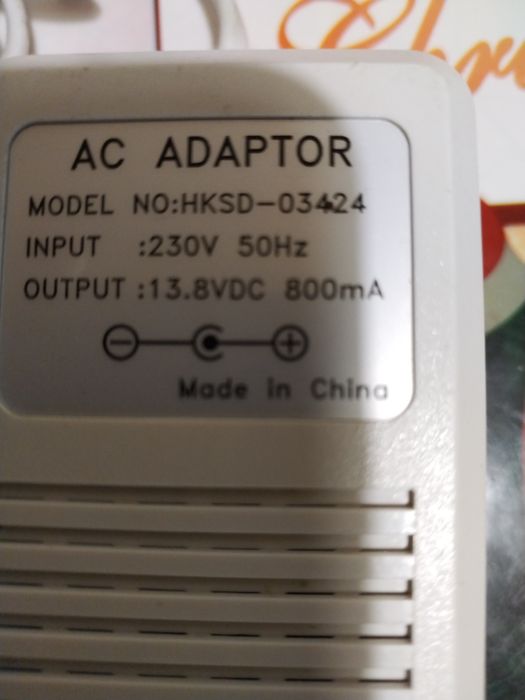 AC ADAPTOR
MODEL NO:HKSD-03424
INPUT :230V 50Hz
OUTPUT :13.8VDC 800mA
Made in China